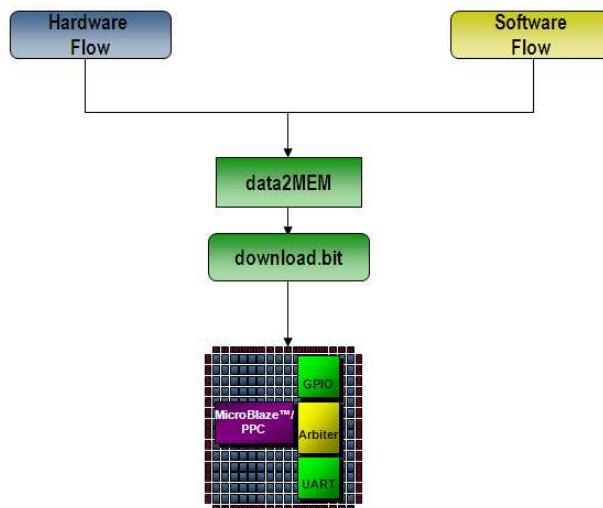 Hardware
Flow
Software
Flow
data2MEM
download.bit
GPIO
MicroBlaze™/
PPC
Arbiter
UART